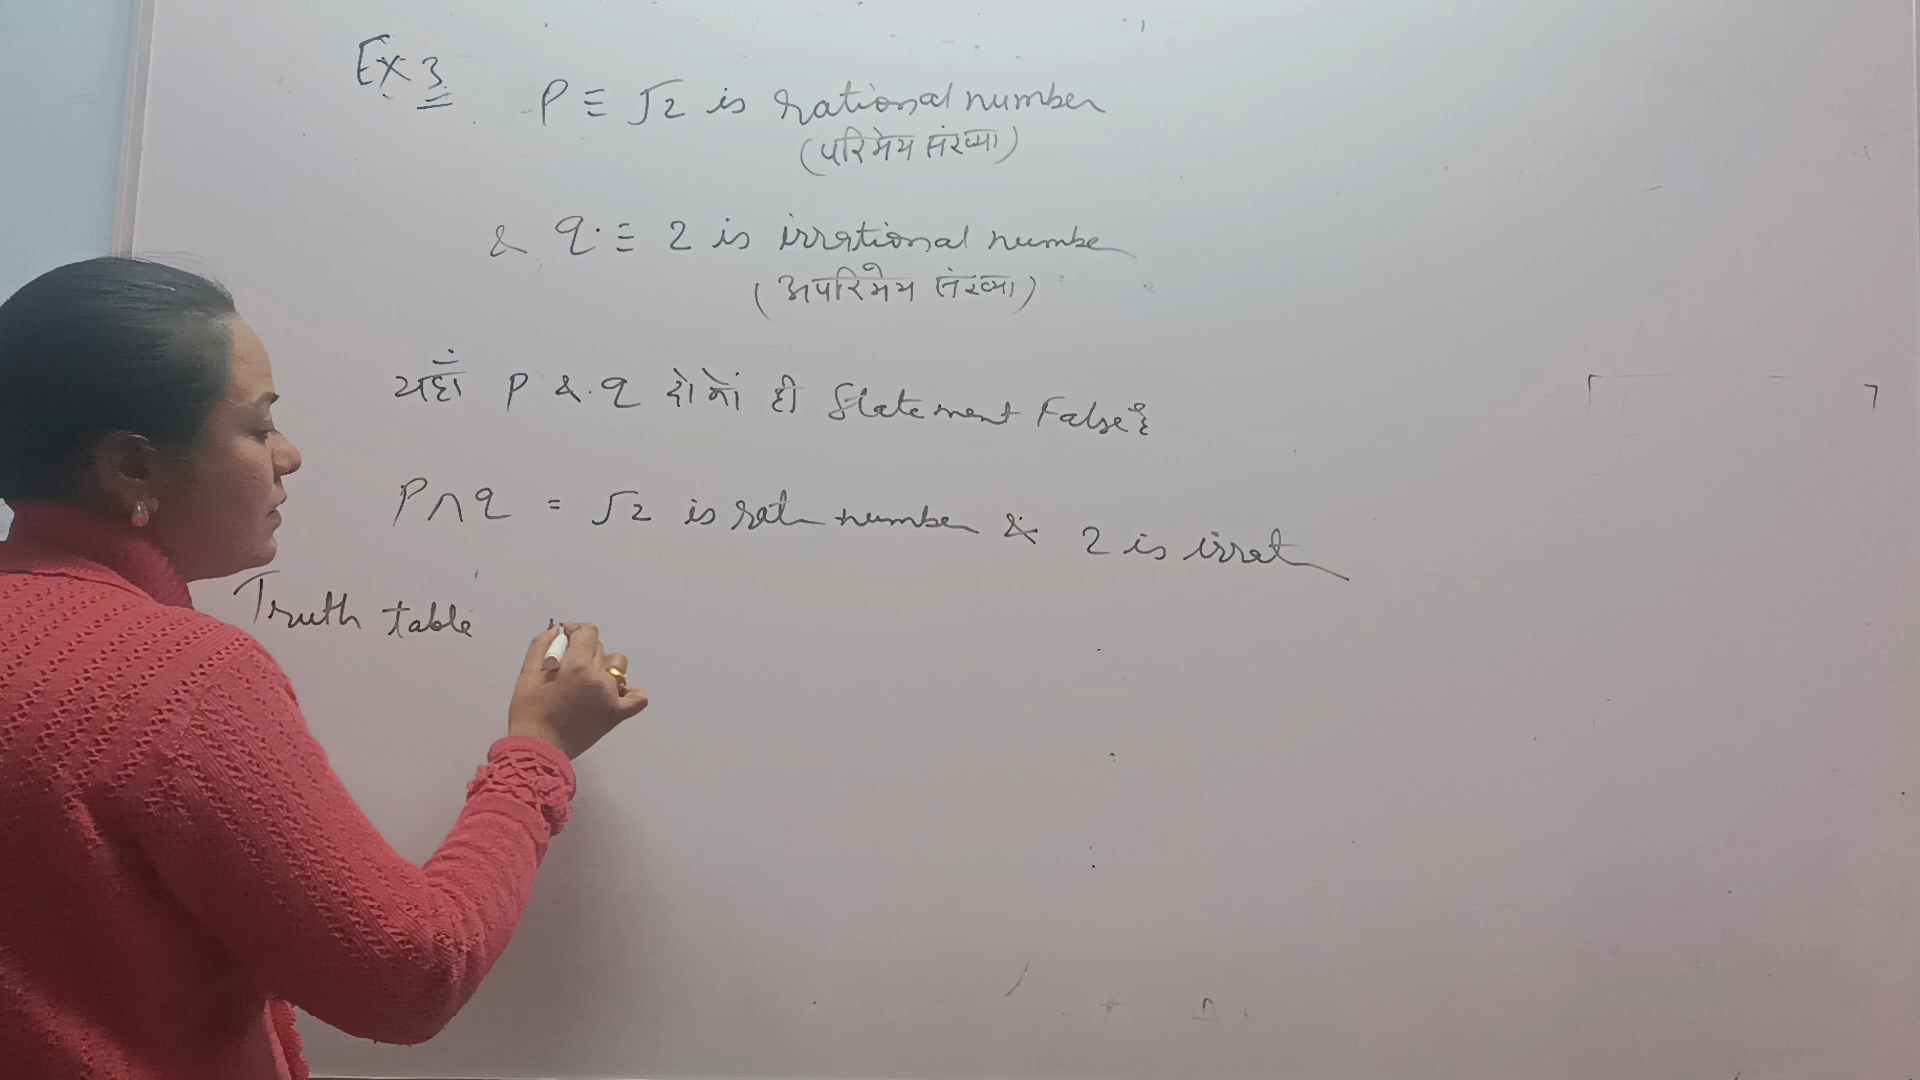 Ex 3
P ≡ √2 is rational number
(परिमेय संख्या)
& q ≡ 2 is irrational number
(अपरिमेय संख्या)
यहाँ P & q दोनों ही Statement False है
P∧q = √2 is ratn number & 2 is irrat
Truth table